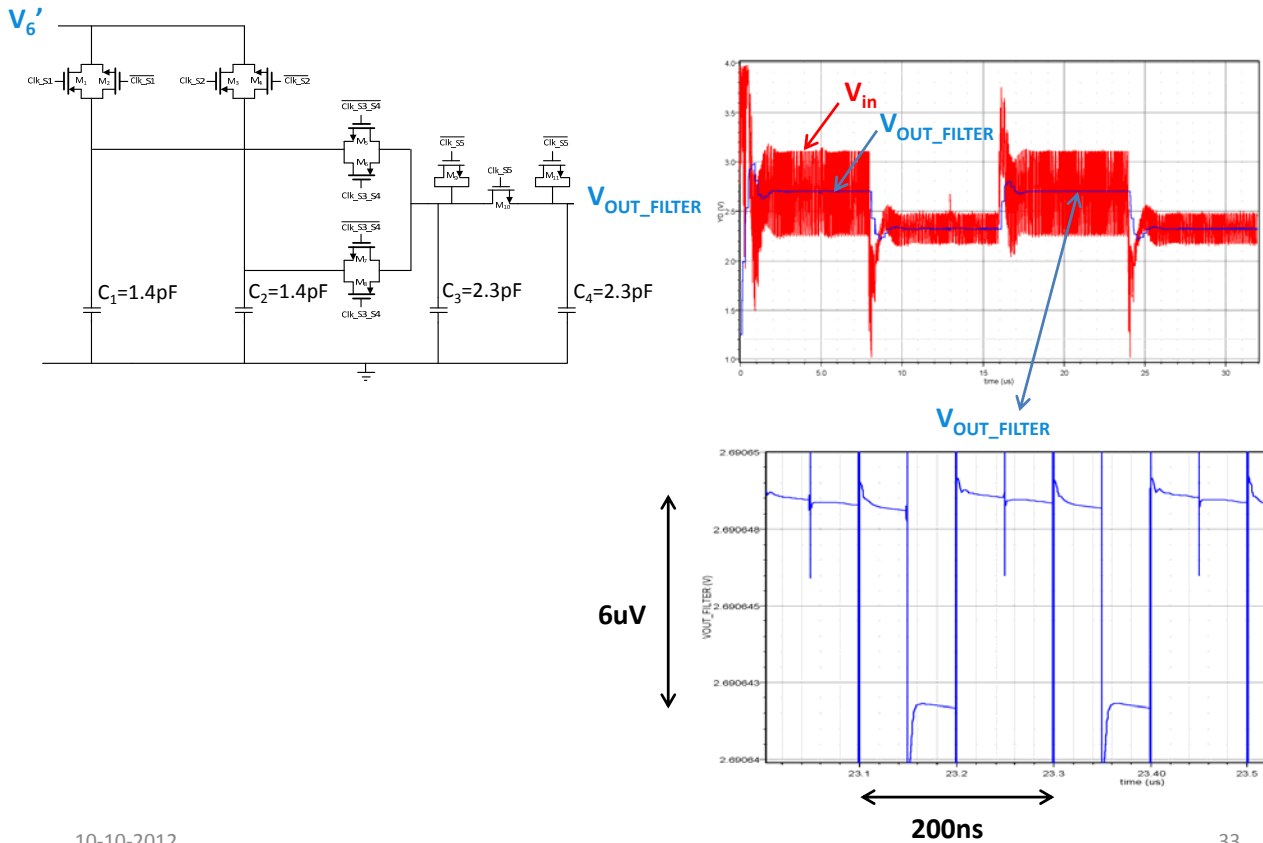 V6'
Clk_S1
M1
M2
Clk_S1
Clk_S2
M3
M4
Clk_S2
Clk_S3_S4
M5
M6
Clk_S3_S4
Clk_S3_S4
M7
M8
Clk_S3_S4
Clk_S5
M9
Clk_S5
M10
Clk_S5
M11
VOUT_FILTER
C1=1.4pF
C2=1.4pF
C3=2.3pF
C4=2.3pF
Vin
VOUT_FILTER
4.0
3.5
3.0
2.5
2.0
1.5
1.0
0
5.0
10
15
20
25
30
time (us)
VOUT_FILTER
6uV
VOUT_FILTER (V)
2.69065
2.690648
2.690645
2.690643
2.69064
23.1
23.2
23.3
23.40
23.5
time (us)
200ns
10-10-2012
33